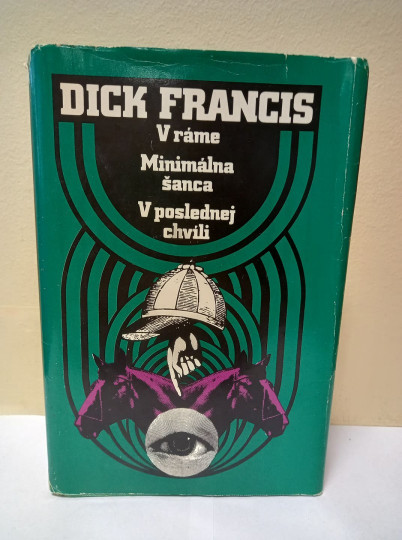 DICK FRANCIS
V ráme
Minimálna
šanca
V poslednej
chvíli